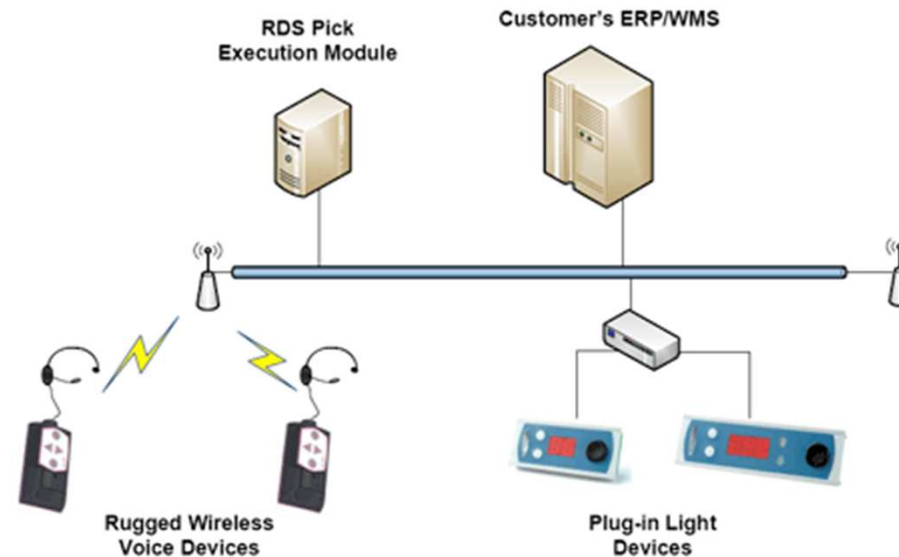 RDS Pick
Execution Module
Customer's ERP/WMS
Rugged Wireless
Voice Devices
Plug-in Light
Devices